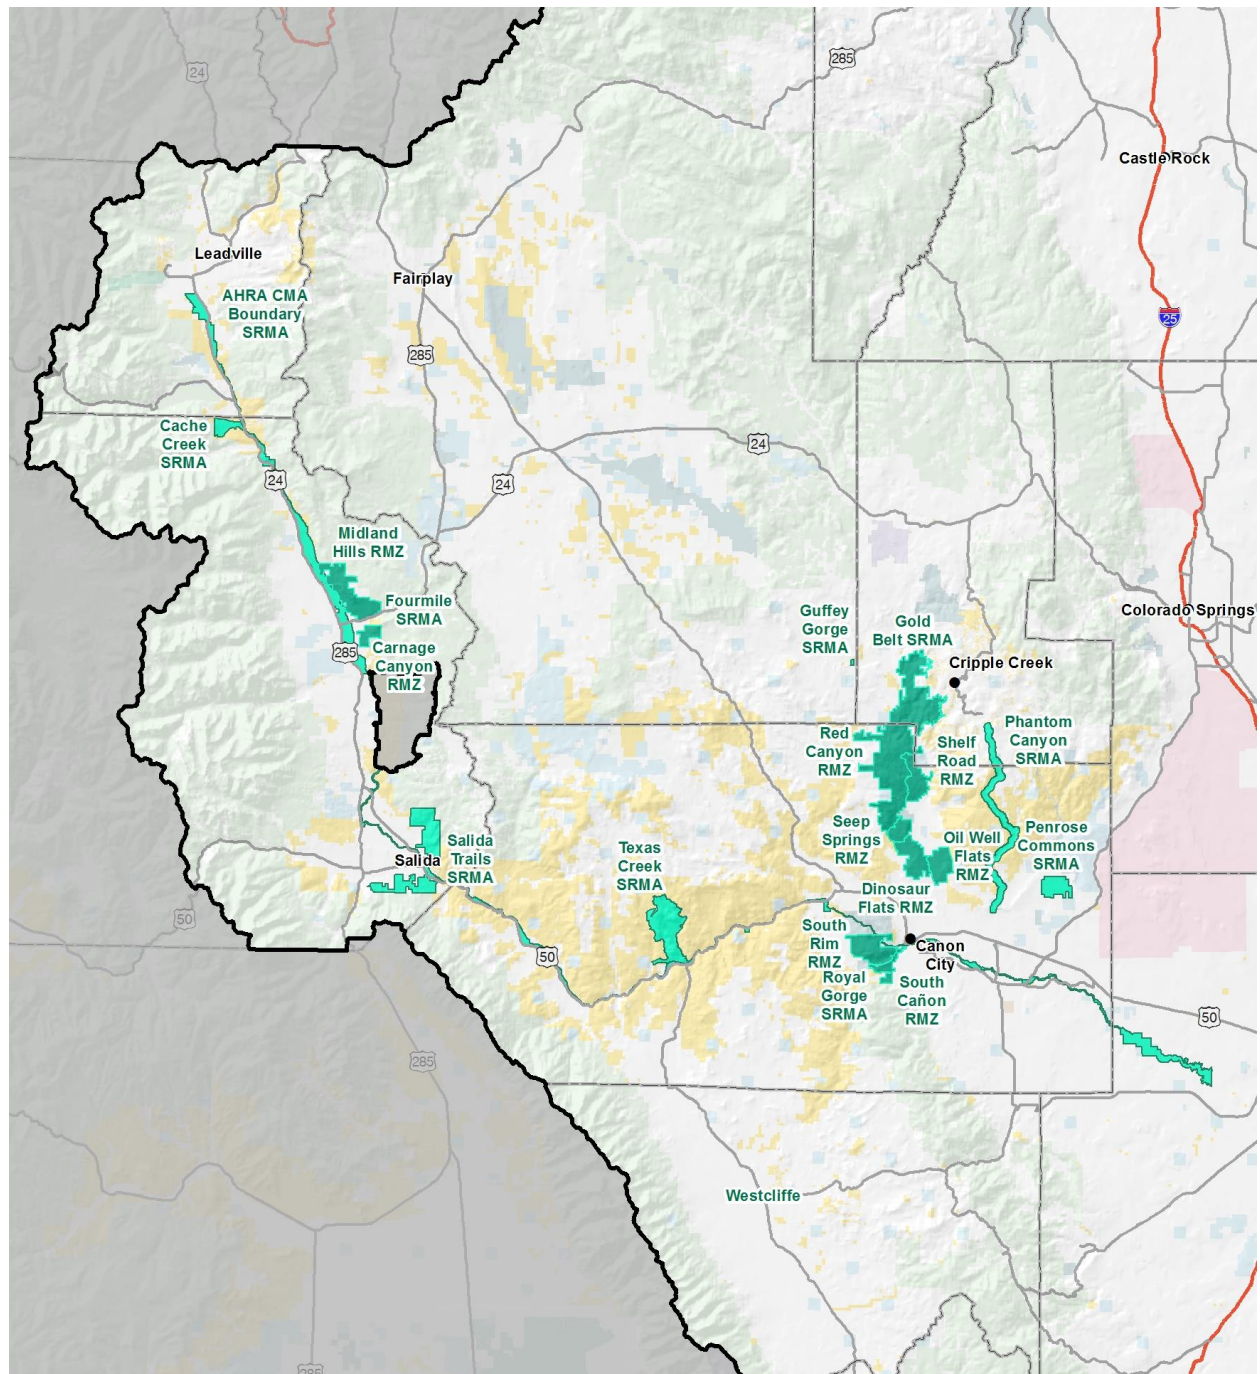 24
285
Castle Rock
Leadville
Fairplay
AHRA CMA
Boundary
SRMA
25
285
Cache
Creek
SRMA
24
24
24
Midland
Hills RMZ
Fourmile
SRMA
Carnage
Canyon
RMZ
285
Guffey
Gorge
SRMA
Gold
Belt SRMA
Colorado Springs
Cripple Creek
Red
Canyon
RMZ
Shelf
Road
RMZ
Phantom
Canyon
SRMA
Seep
Springs
RMZ
Oil Well
Flats
RMZ
Penrose
Commons
SRMA
Salida
Salida
Trails
SRMA
Texas
Creek
SRMA
Dinosaur
Flats RMZ
50
50
South
Rim
RMZ
Royal
Gorge
SRMA
Canon
City
South
Cañon
RMZ
50
285
Westcliffe
285